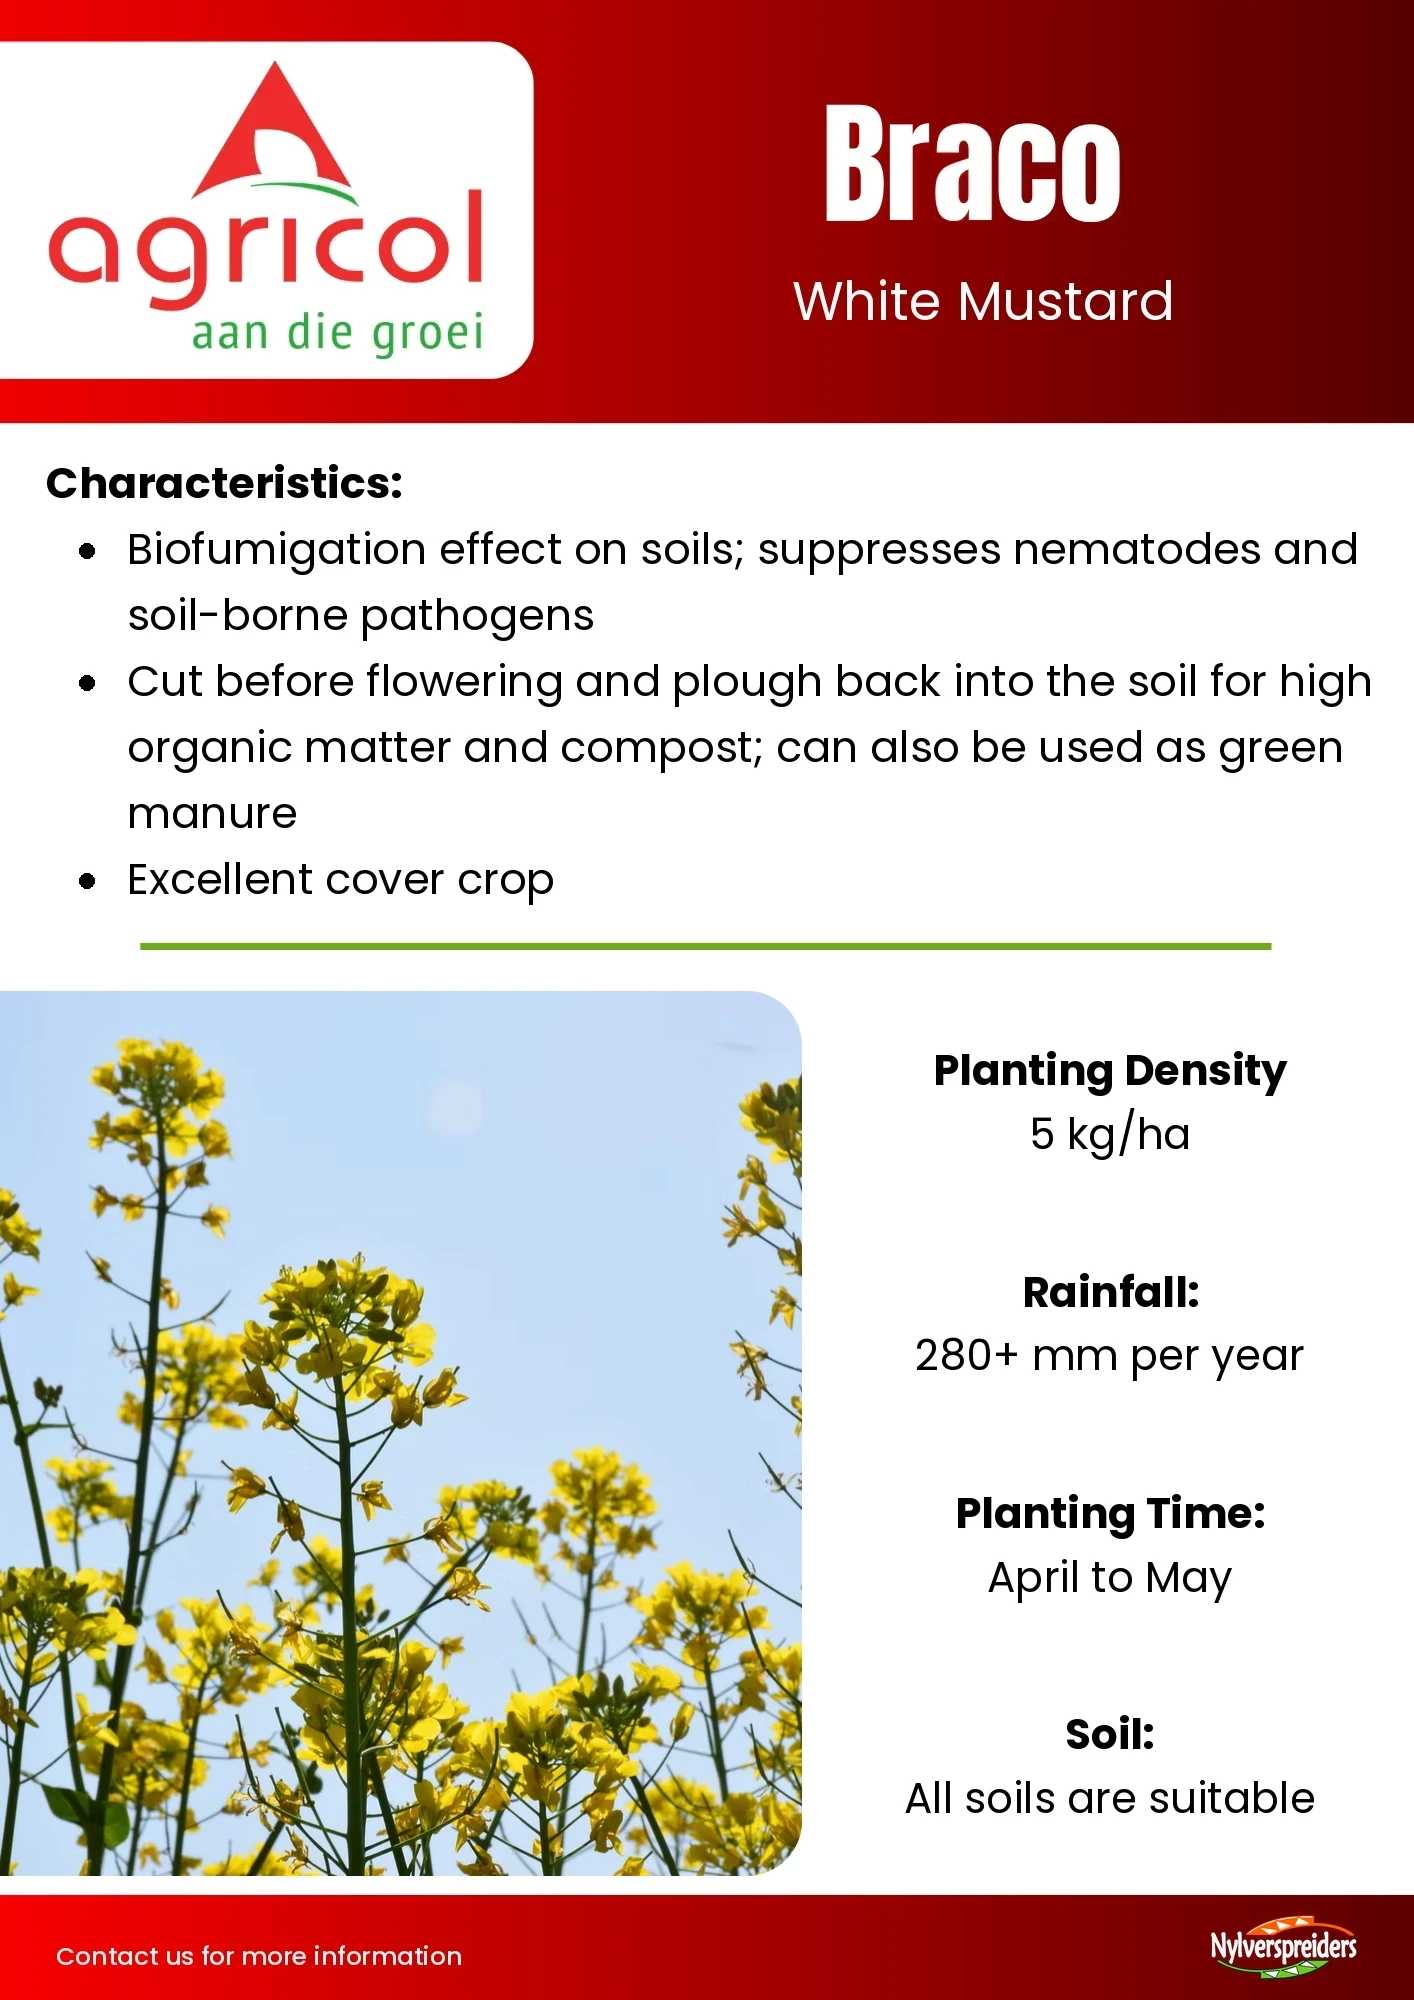 agricol
aan die groei
Braco
White Mustard
Characteristics:
• Biofumigation effect on soils; suppresses nematodes and
soil-borne pathogens
• Cut before flowering and plough back into the soil for high
organic matter and compost; can also be used as green
manure
• Excellent cover crop
Planting Density
5 kg/ha
Rainfall:
280+ mm per year
Planting Time:
April to May
Soil:
All soils are suitable
Contact us for more information
Nylverspreiders